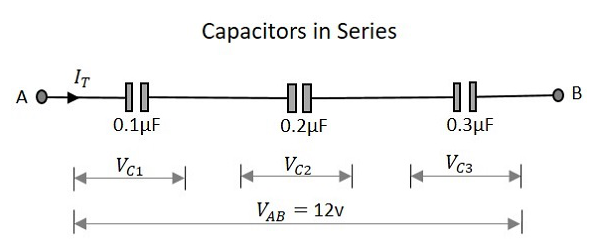 Capacitors in Series
A I_T B
0.1μF 0.2μF 0.3μF
V_C1 V_C2 V_C3
V_AB = 12v